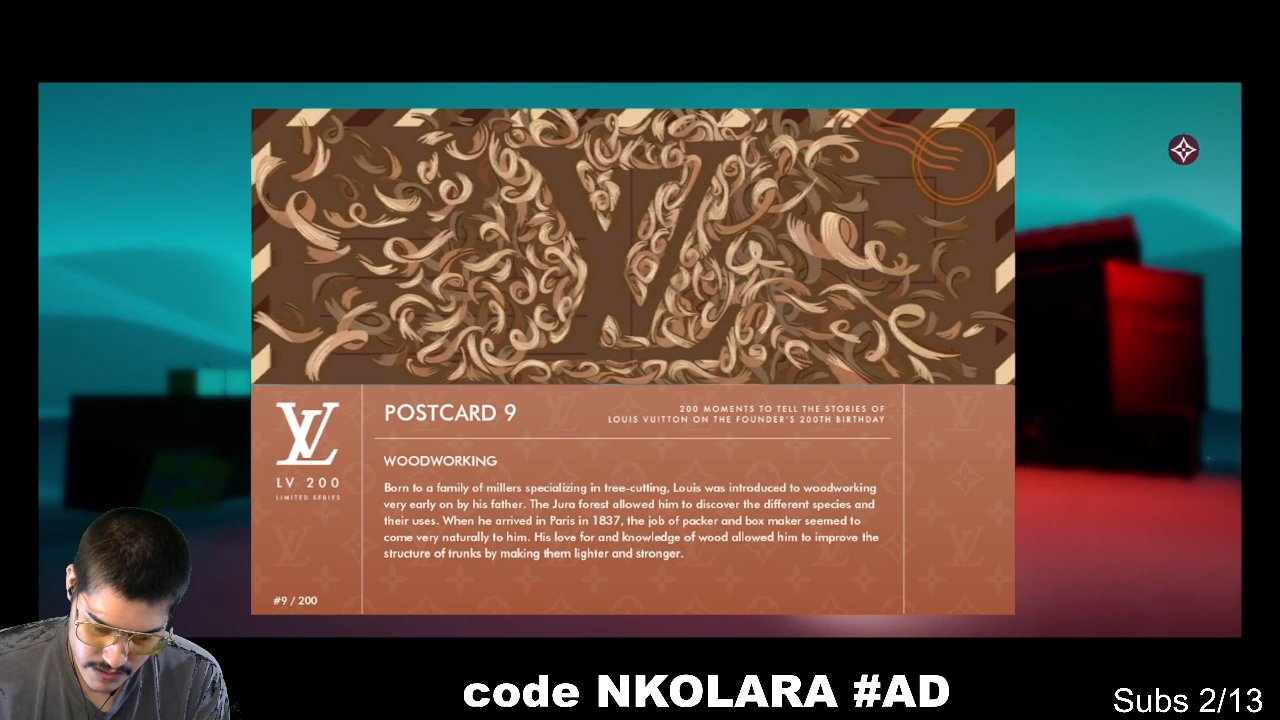 POSTCARD 9
200 MOMENTS TO TELL THE STORIES OF
LOUIS VUITTON ON THE FOUNDER'S 200TH BIRTHDAY
LV
LV 200
LIMITED SERIES
WOODWORKING
Born to a family of millers specializing in tree-cutting, Louis was introduced to woodworking
very early on by his father. The Jura forest allowed him to discover the different species and
their uses. When he arrived in Paris in 1837, the job of packer and box maker seemed to
come very naturally to him. His love for and knowledge of wood allowed him to improve the
structure of trunks by making them lighter and stronger.
#9 / 200
code NKOLARA #AD
Subs 2/13